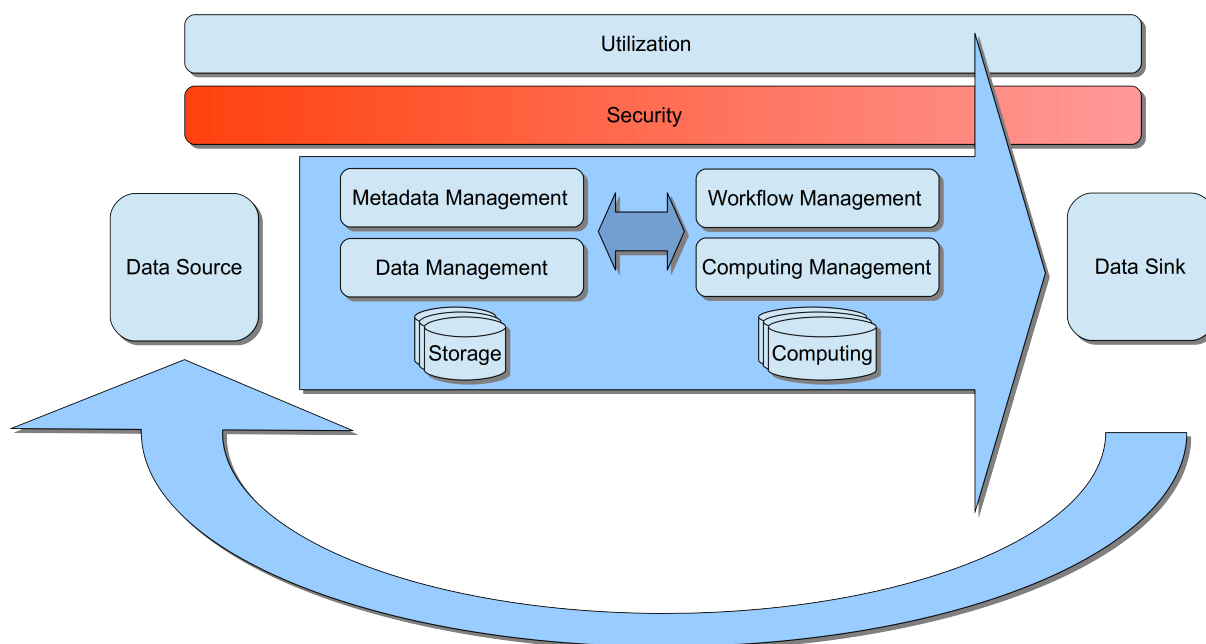 Utilization
Security
Metadata Management
Workflow Management
Data Source
Data Management
Computing Management
Data Sink
Storage
Computing